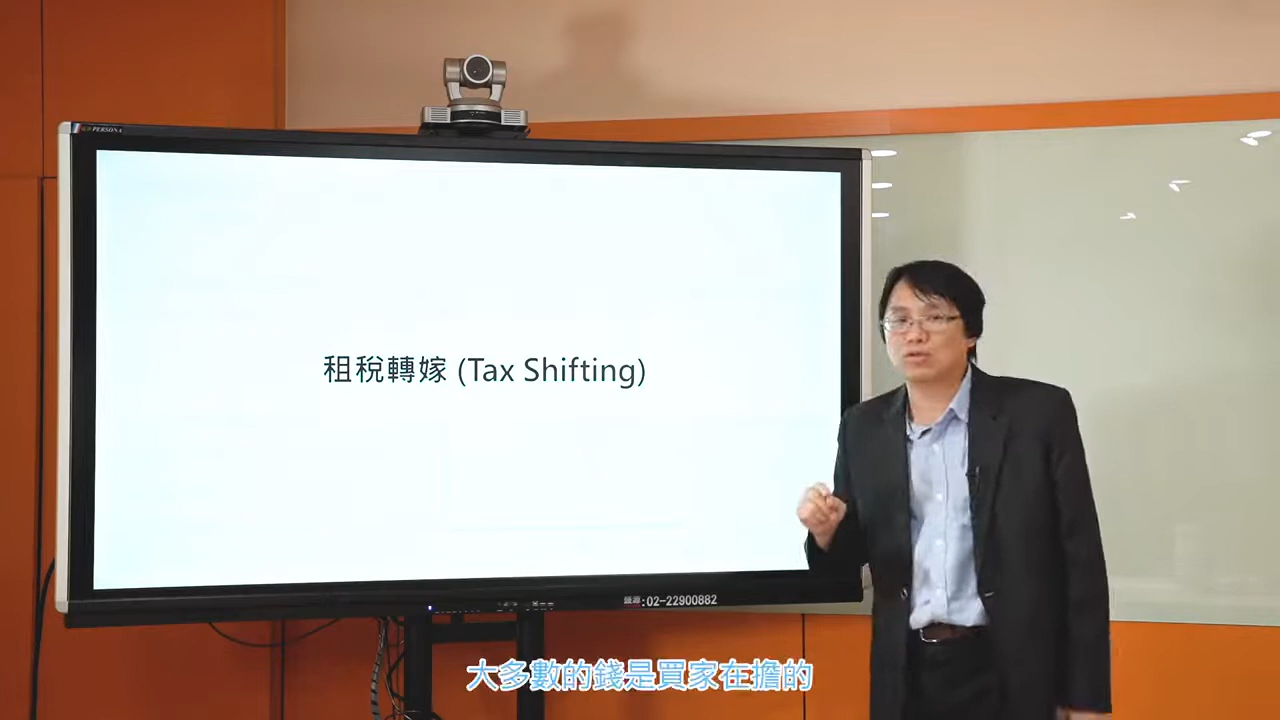 PERSONA
租稅轉嫁 (Tax Shifting)
:02-22900882
大多數的錢是買家在擔的